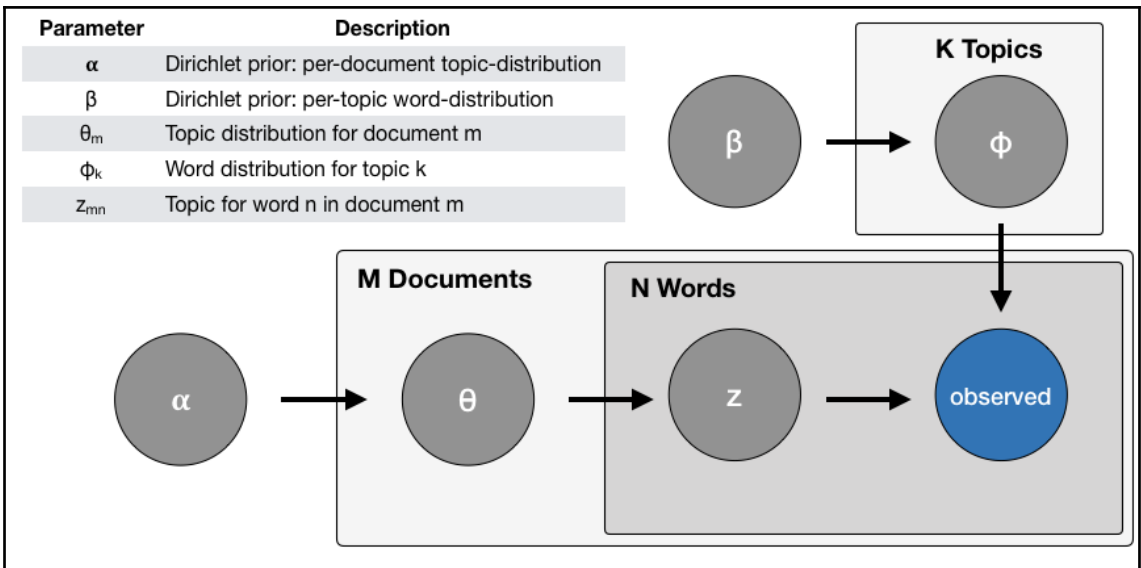 Parameter Description
α Dirichlet prior: per-document topic-distribution
β Dirichlet prior: per-topic word-distribution
θm Topic distribution for document m
ϕk Word distribution for topic k
zmn Topic for word n in document m
K Topics
β
ϕ
M Documents
N Words
α
θ
z
observed